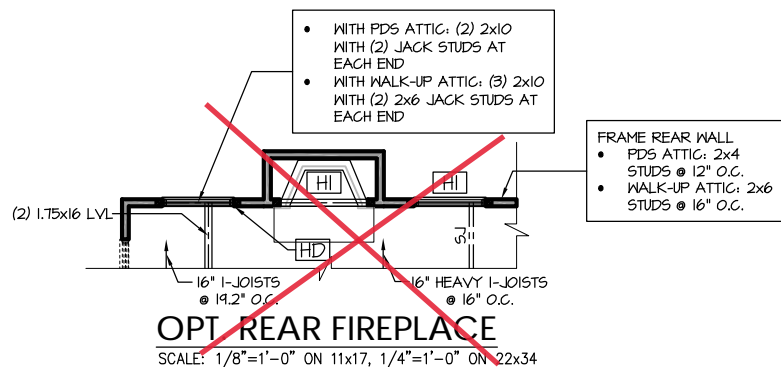 • WITH PDS ATTIC: (2) 2x10
WITH (2) JACK STUDS AT
EACH END
• WITH WALK-UP ATTIC: (3) 2x10
WITH (2) 2x6 JACK STUDS AT
EACH END
FRAME REAR WALL
• PDS ATTIC: 2x4
STUDS @ 12" O.C.
• WALK-UP ATTIC: 2x6
STUDS @ 16" O.C.
H1
H1
(2) 1.75x16 LVL
HD
SJ
16" I-JOISTS
@ 19.2" O.C.
16" HEAVY I-JOISTS
@ 16" O.C.
OPT. REAR FIREPLACE
SCALE: 1/8"=1'-0" ON 11x17, 1/4"=1'-0" ON 22x34